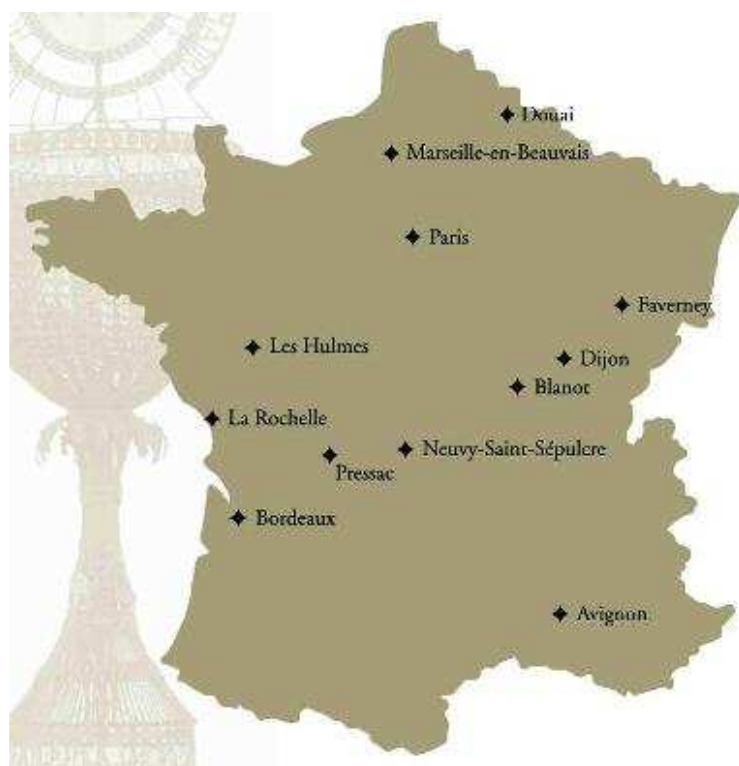 Douai
Marseille-en-Beauvais
Paris
Faverney
Les Hulmes
Dijon
Blanot
La Rochelle
Neuvy-Saint-Sépulcre
Pressac
Bordeaux
Avignon